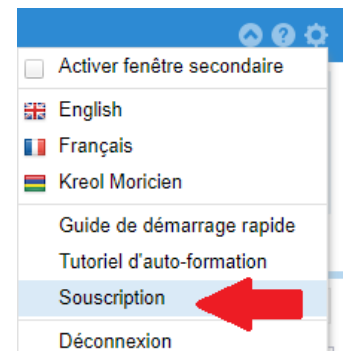 Activer fenêtre secondaire
English
Français
Kreol Moricien
Guide de démarrage rapide
Tutoriel d'auto-formation
Souscription
Déconnexion